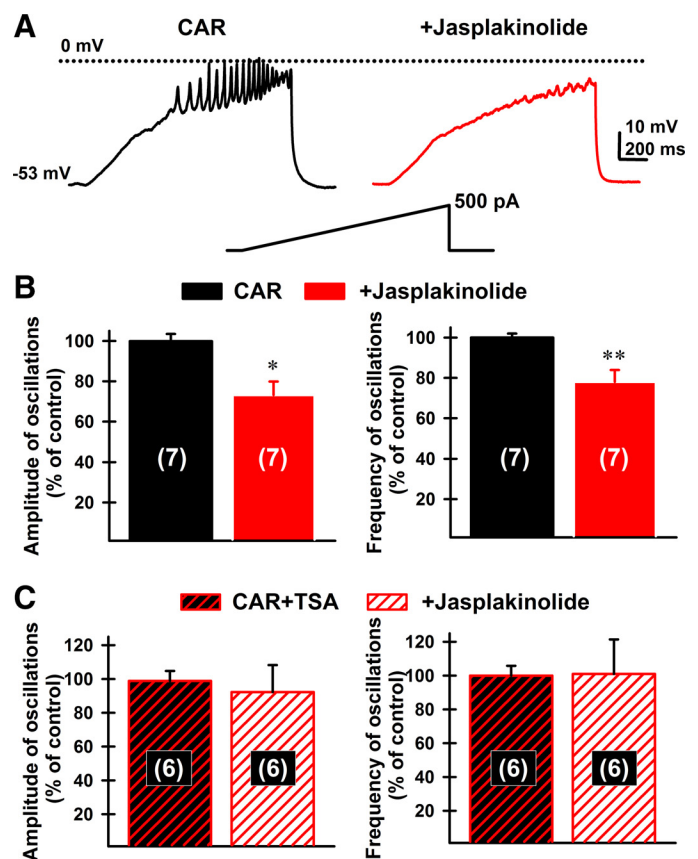 A
CAR
+Jasplakinolide
0 mV
-53 mV
10 mV
200 ms
500 pA
B
CAR
+Jasplakinolide
Amplitude of oscillations
(% of control)
100
80
60
40
20
*
(7)
(7)
Frequency of oscillations
(% of control)
100
80
60
40
20
**
(7)
(7)
C
CAR+TSA
+Jasplakinolide
Amplitude of oscillations
(% of control)
120
100
80
60
40
20
(6)
(6)
Frequency of oscillations
(% of control)
120
100
80
60
40
20
(6)
(6)